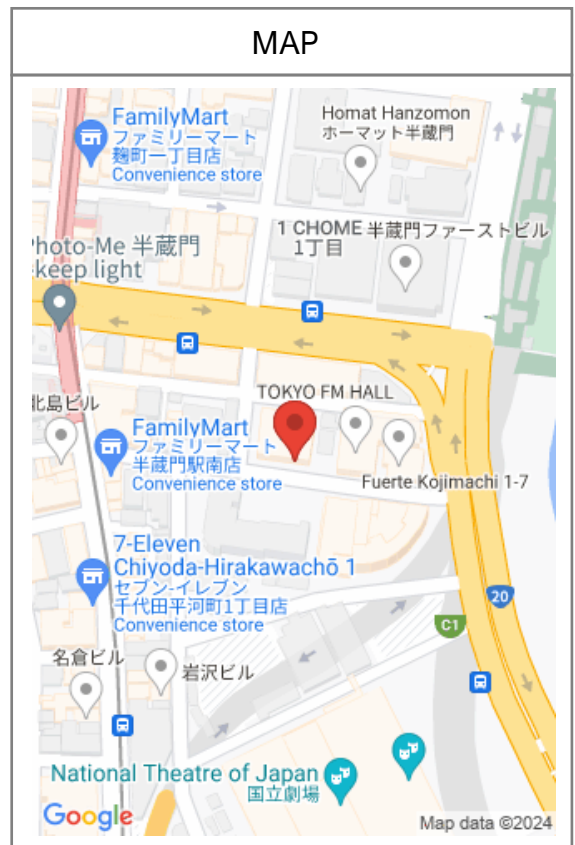 MAP
FamilyMart
ファミリーマート
麹町一丁目店
Convenience store
Homat Hanzomon
ホーマット半蔵門
1 CHOME
1丁目
半蔵門ファーストビル
Photo-Me 半蔵門
keep light
北島ビル
TOKYO FM HALL
FamilyMart
ファミリーマート
半蔵門駅南店
Convenience store
Fuerte Kojimachi 1-7
7-Eleven
Chiyoda-Hirakawachō 1
セブン-イレブン
千代田平河町1丁目店
Convenience store
20
C1
名倉ビル
岩沢ビル
National Theatre of Japan
国立劇場
Google
Map data ©2024